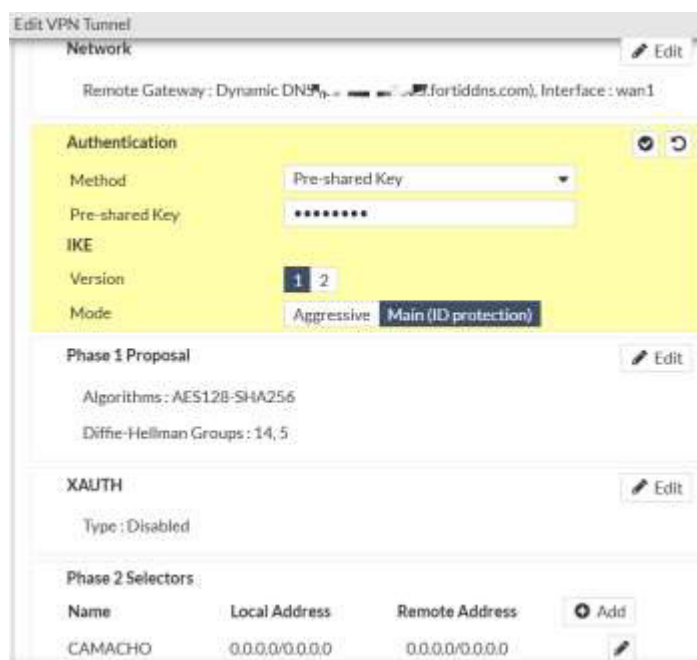 Edit VPN Tunnel
Network Edit
Remote Gateway : Dynamic DNS .fortiddns.com), Interface : wan1
Authentication
Method Pre-shared Key
Pre-shared Key ••••••••
IKE
Version 1 2
Mode Aggressive Main (ID protection)
Phase 1 Proposal Edit
Algorithms : AES128-SHA256
Diffie-Hellman Groups : 14, 5
XAUTH Edit
Type : Disabled
Phase 2 Selectors
Name Local Address Remote Address Add
CAMACHO 0.0.0.0/0.0.0.0 0.0.0.0/0.0.0.0